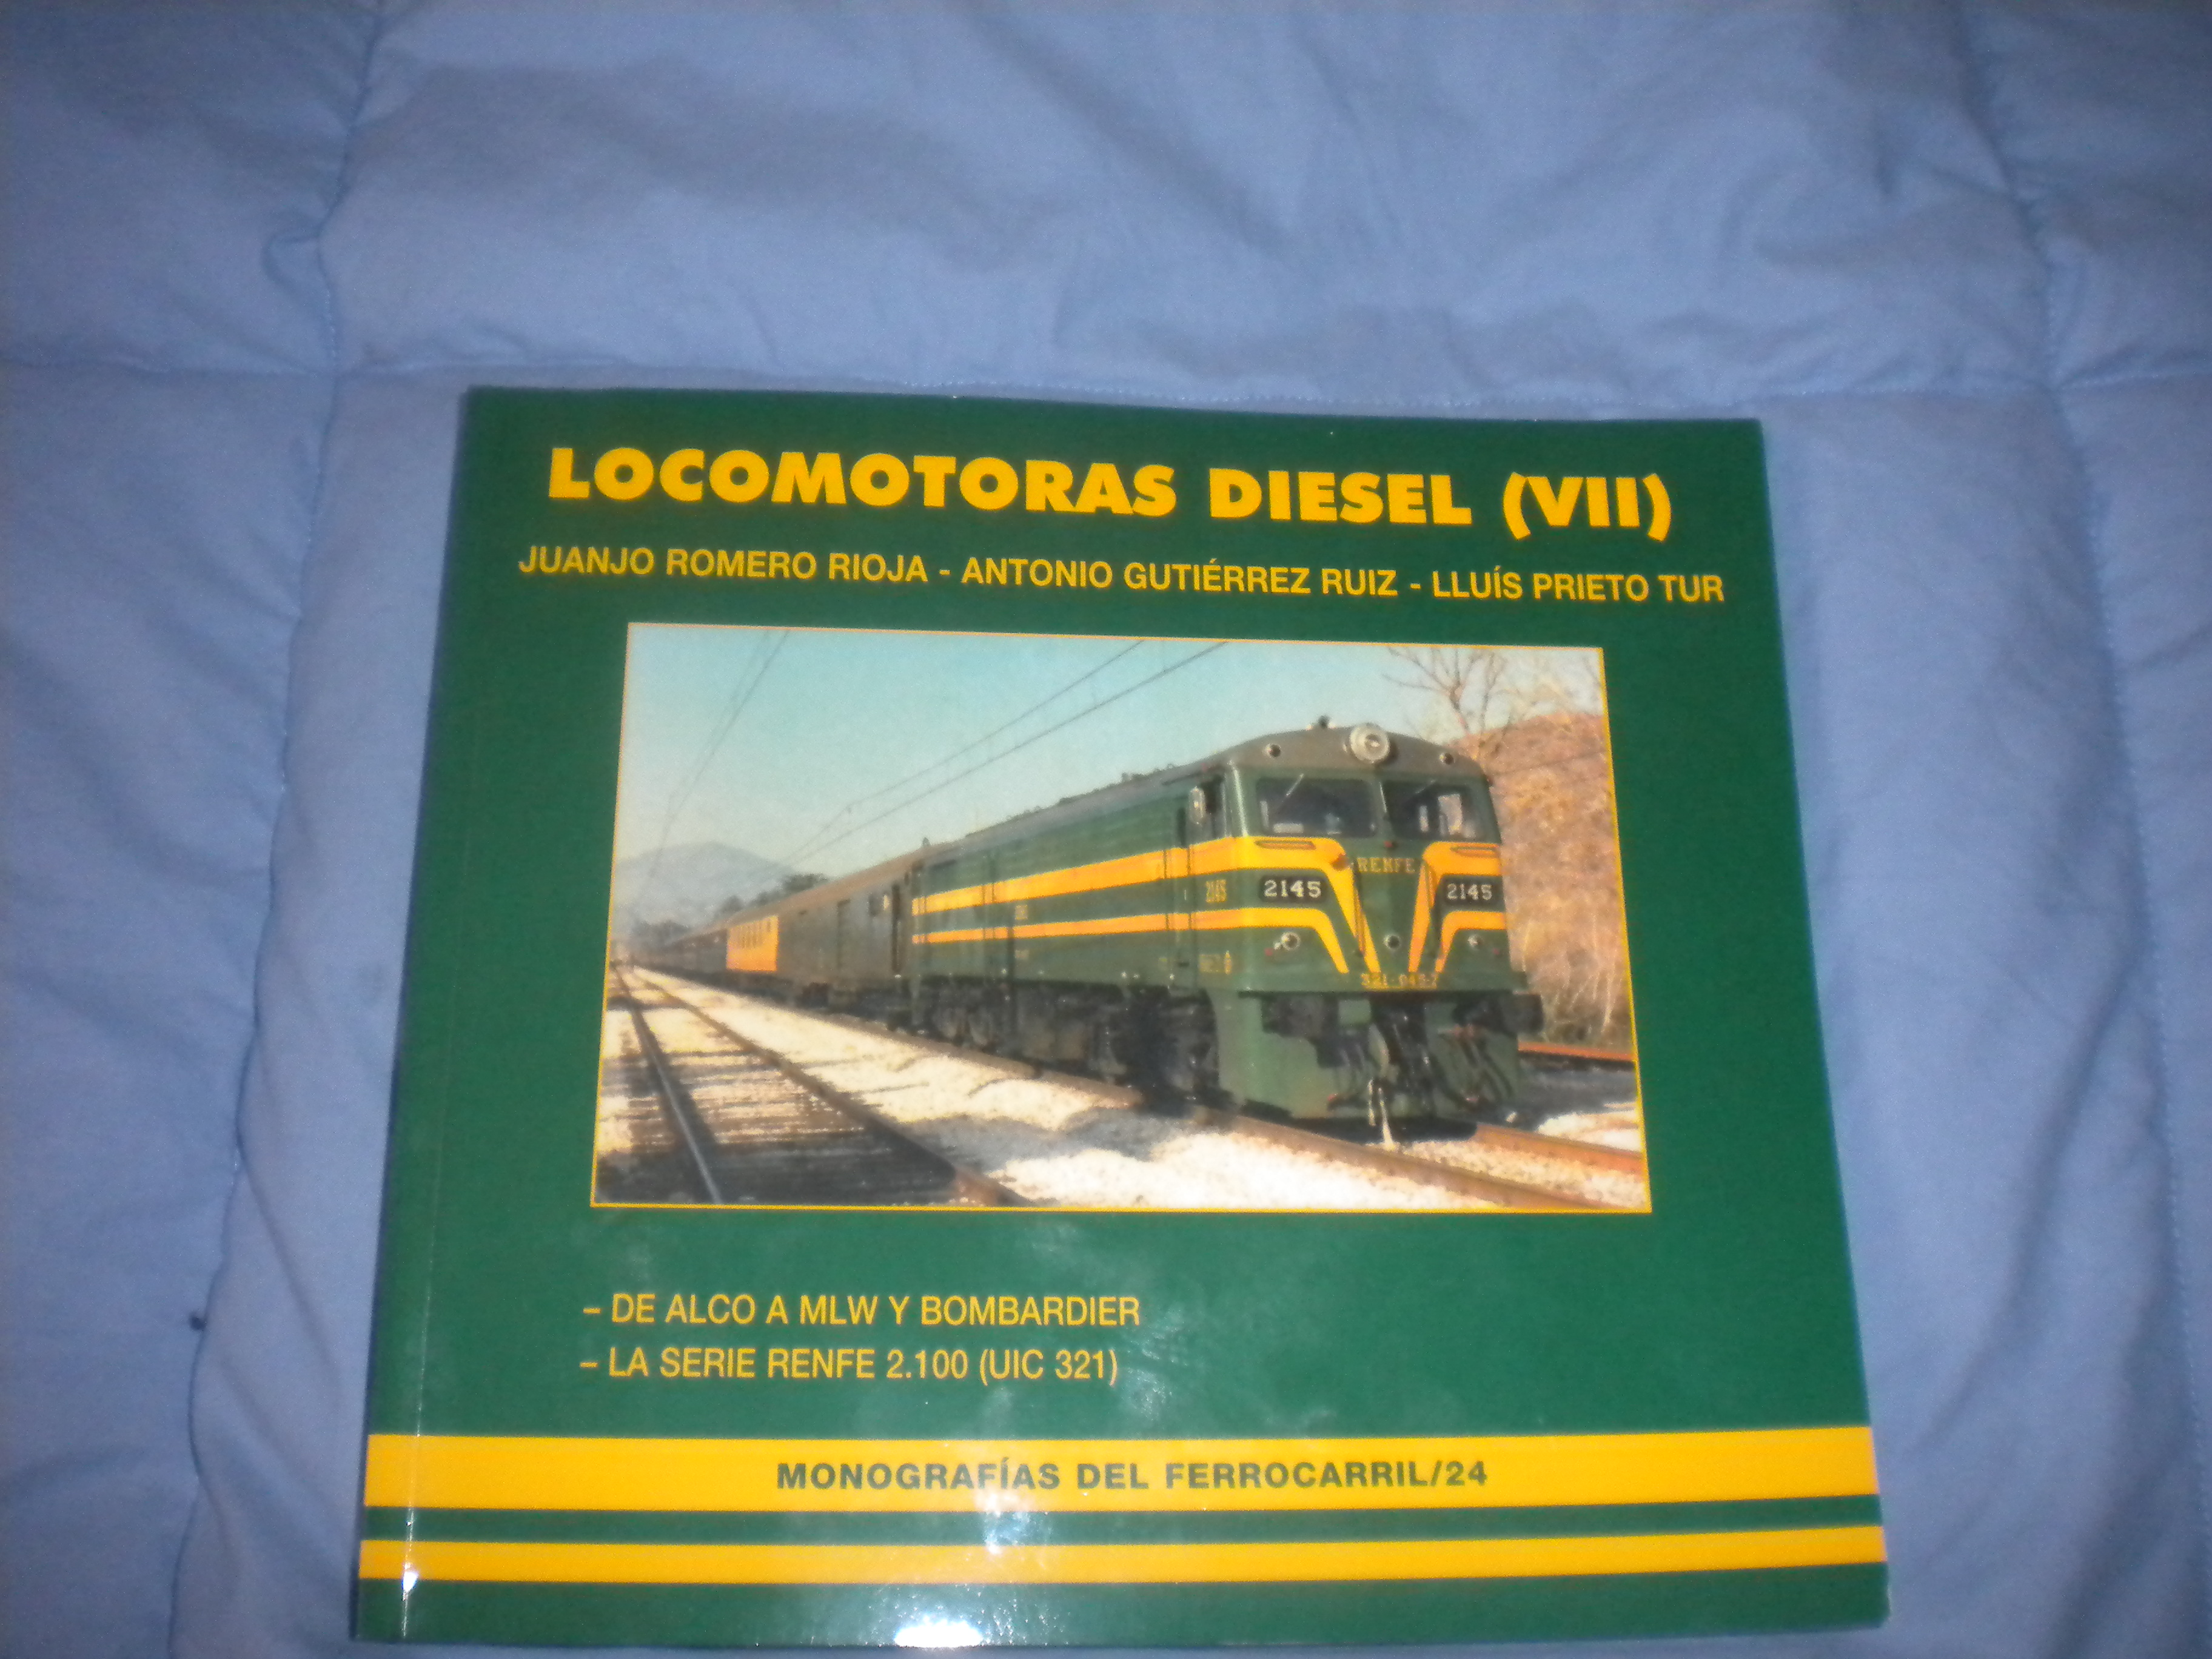 LOCOMOTORAS DIESEL (VII)
JUANJO ROMERO RIOJA - ANTONIO GUTIÉRREZ RUIZ - LLUÍS PRIETO TUR
RENFE
2145 2145 2145
– DE ALCO A MLW Y BOMBARDIER
– LA SERIE RENFE 2.100 (UIC 321)
MONOGRAFÍAS DEL FERROCARRIL/24